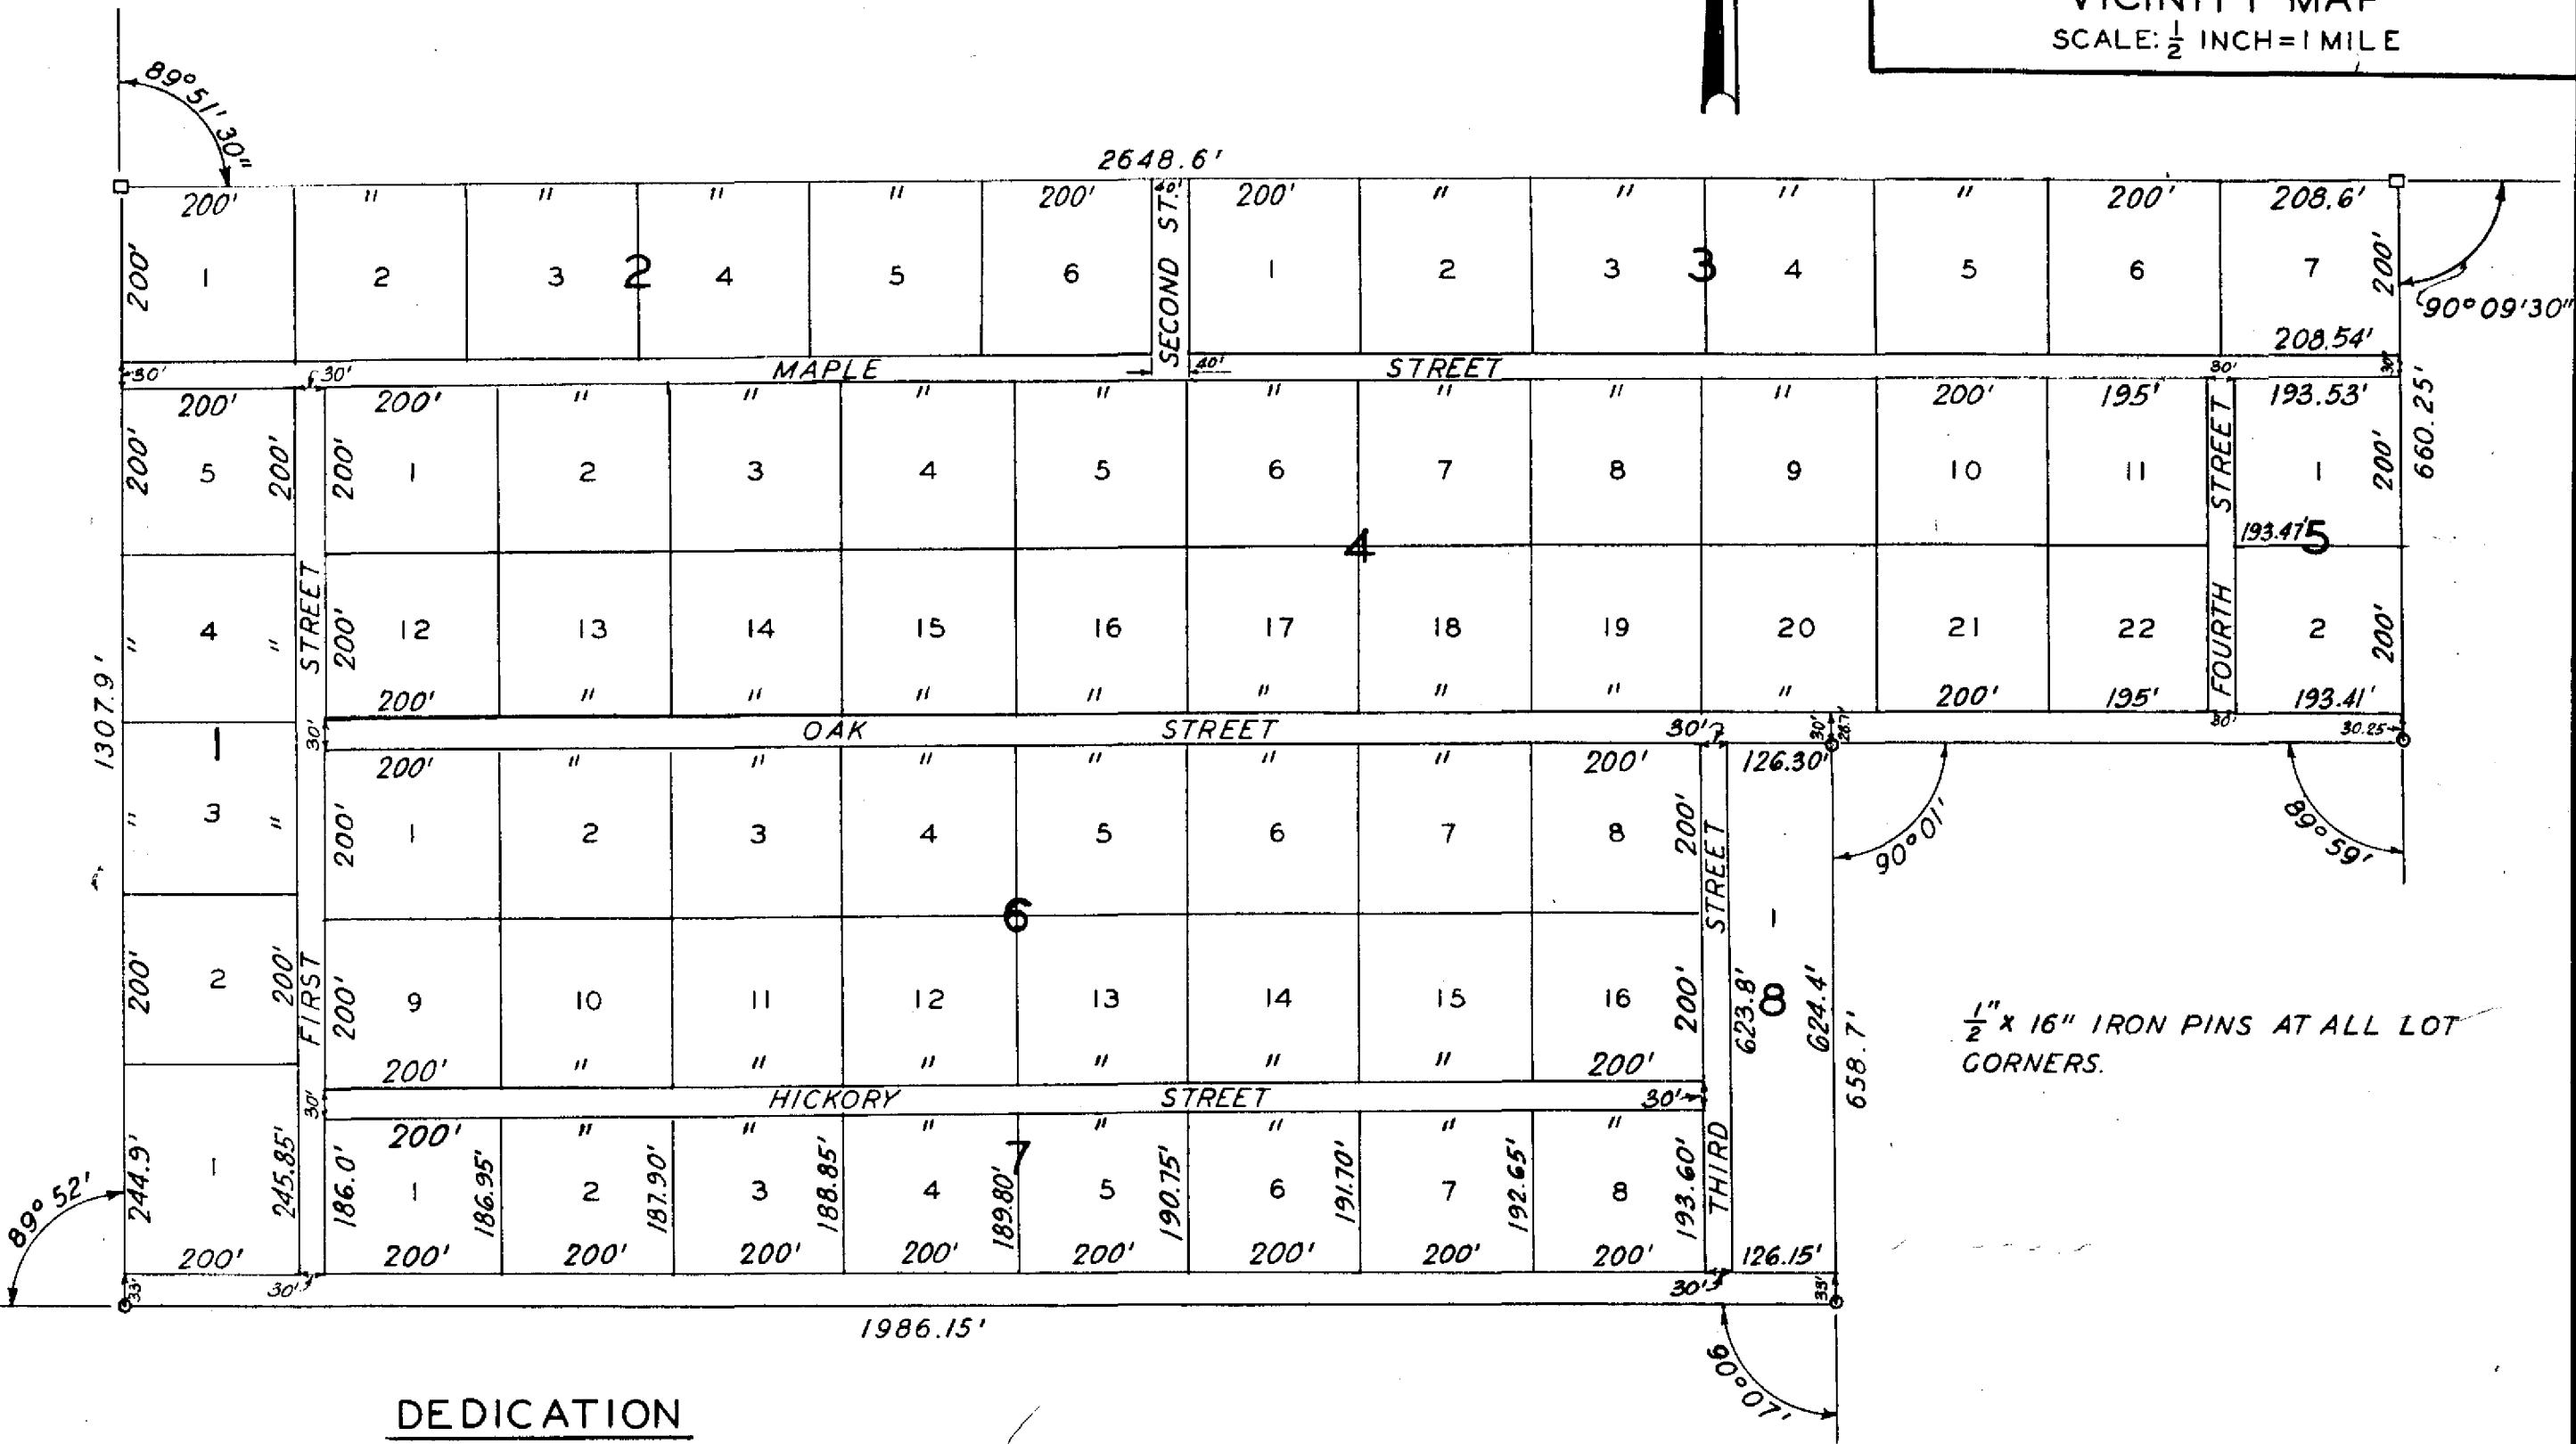 VICINITY MAP
SCALE: 1/2 INCH=1 MILE
89° 51' 30"
2648.6'
200' " " " " 200' 40' 200' " " " " 200' 208.6'
200' 1 2 3 2 4 5 6 SECOND ST. 1 2 3 3 4 5 6 7 200'
90° 09'30"
208.54'
30' 30' MAPLE 40' STREET 30' 30'
200' 200' " " " " " " " " 200' 195' 193.53'
660.25'
200' 5 200' 200' 1 2 3 4 5 6 7 8 9 10 11 STREET 1 200'
4 193.47' 5
" 4 " STREET 200' 12 13 14 15 16 17 18 19 20 21 22 FOURTH 2 200'
200' " " " " " " " " 200' 195' 193.41'
1307.9'
1 30' OAK STREET 30' 30' 28.7' 30' 30.25
200' " " " " " " 200' 126.30'
" 3 " 200' 1 2 3 4 5 6 7 8 200' STREET
90° 01'
89° 59'
6 1
200' 2 200' FIRST 200' 9 10 11 12 13 14 15 16 200' 623.8' 8 624.4'
658.7'
1/2" x 16" IRON PINS AT ALL LOT
CORNERS.
200' " " " " " " 200'
30' HICKORY STREET 30'
200' " " " " " " "
7
244.9' 1 245.85' 186.0' 1 186.95' 2 187.90' 3 188.85' 4 189.80' 5 190.75' 6 191.70' 7 192.65' 8 193.60' THIRD
89° 52'
200' 200' 200' 200' 200' 200' 200' 200' 200' 126.15'
33' 30' 30' 33'
1986.15'
90° 07'
DEDICATION